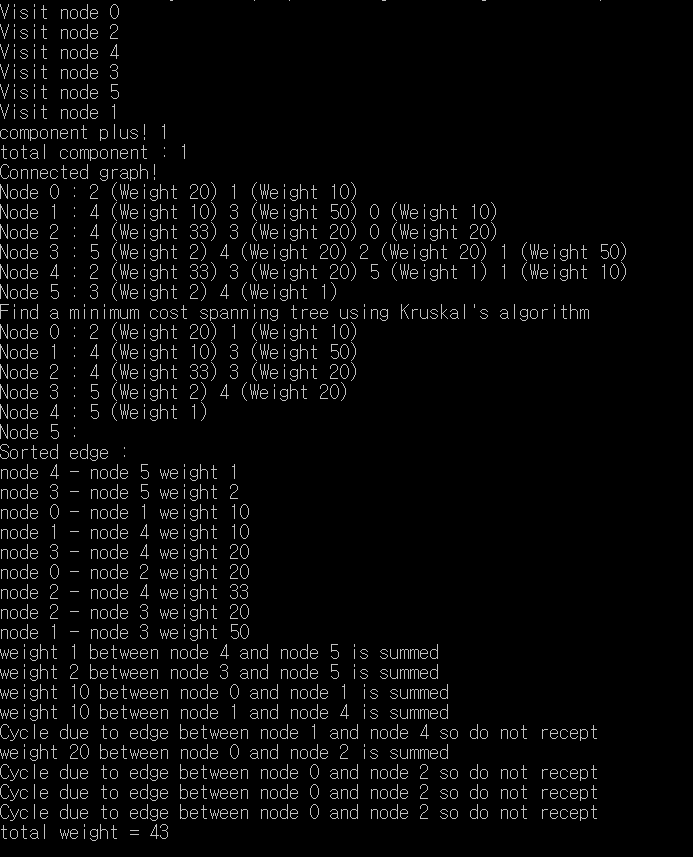 Visit node 0
Visit node 2
Visit node 4
Visit node 3
Visit node 5
Visit node 1
component plus! 1
total component : 1
Connected graph!
Node 0 : 2 (Weight 20) 1 (Weight 10)
Node 1 : 4 (Weight 10) 3 (Weight 50) 0 (Weight 10)
Node 2 : 4 (Weight 33) 3 (Weight 20) 0 (Weight 20)
Node 3 : 5 (Weight 2) 4 (Weight 20) 2 (Weight 20) 1 (Weight 50)
Node 4 : 2 (Weight 33) 3 (Weight 20) 5 (Weight 1) 1 (Weight 10)
Node 5 : 3 (Weight 2) 4 (Weight 1)
Find a minimum cost spanning tree using Kruskal's algorithm
Node 0 : 2 (Weight 20) 1 (Weight 10)
Node 1 : 4 (Weight 10) 3 (Weight 50)
Node 2 : 4 (Weight 33) 3 (Weight 20)
Node 3 : 5 (Weight 2) 4 (Weight 20)
Node 4 : 5 (Weight 1)
Node 5 :
Sorted edge :
node 4 - node 5 weight 1
node 3 - node 5 weight 2
node 0 - node 1 weight 10
node 1 - node 4 weight 10
node 3 - node 4 weight 20
node 0 - node 2 weight 20
node 2 - node 4 weight 33
node 2 - node 3 weight 20
node 1 - node 3 weight 50
weight 1 between node 4 and node 5 is summed
weight 2 between node 3 and node 5 is summed
weight 10 between node 0 and node 1 is summed
weight 10 between node 1 and node 4 is summed
Cycle due to edge between node 1 and node 4 so do not recept
weight 20 between node 0 and node 2 is summed
Cycle due to edge between node 0 and node 2 so do not recept
Cycle due to edge between node 0 and node 2 so do not recept
Cycle due to edge between node 0 and node 2 so do not recept
total weight = 43